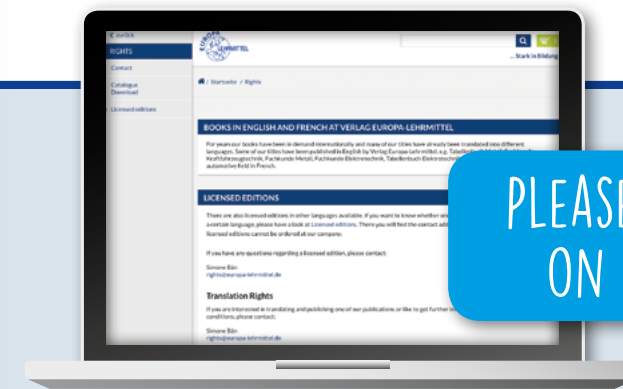 zurück
RIGHTS
Contact
Catalogue
Download
Licensed editions
EUROPA
LEHRMITTEL
... Stark in Bildung
/ Startseite / Rights
BOOKS IN ENGLISH AND FRENCH AT VERLAG EUROPA-LEHRMITTEL
For years our books have been in demand internationally and many of our titles have already been translated into different
languages. Some of our titles have been published in English by Verlag Europa-Lehrmittel, e.g.
Kraftfahrzeugtechnik, Fachkunde Metall, Fachkunde Elektrotechnik, Tabellenbuch
automotive field in French.
LICENSED EDITIONS
There are also licensed editions in other languages available. If you want to know whether
a certain language, please have a look at Licensed editions. There you will find the contact
licensed editions cannot be ordered at our company.
If you have any questions regarding a licensed edition, please contact:
Simone Bän
rights@europa-lehrmittel.de
Translation Rights
If you are interested in translating and publishing one of our publications or like to get further
conditions, please contact:
Simone Bän
rights@europa-lehrmittel.de
PLEASE
ON